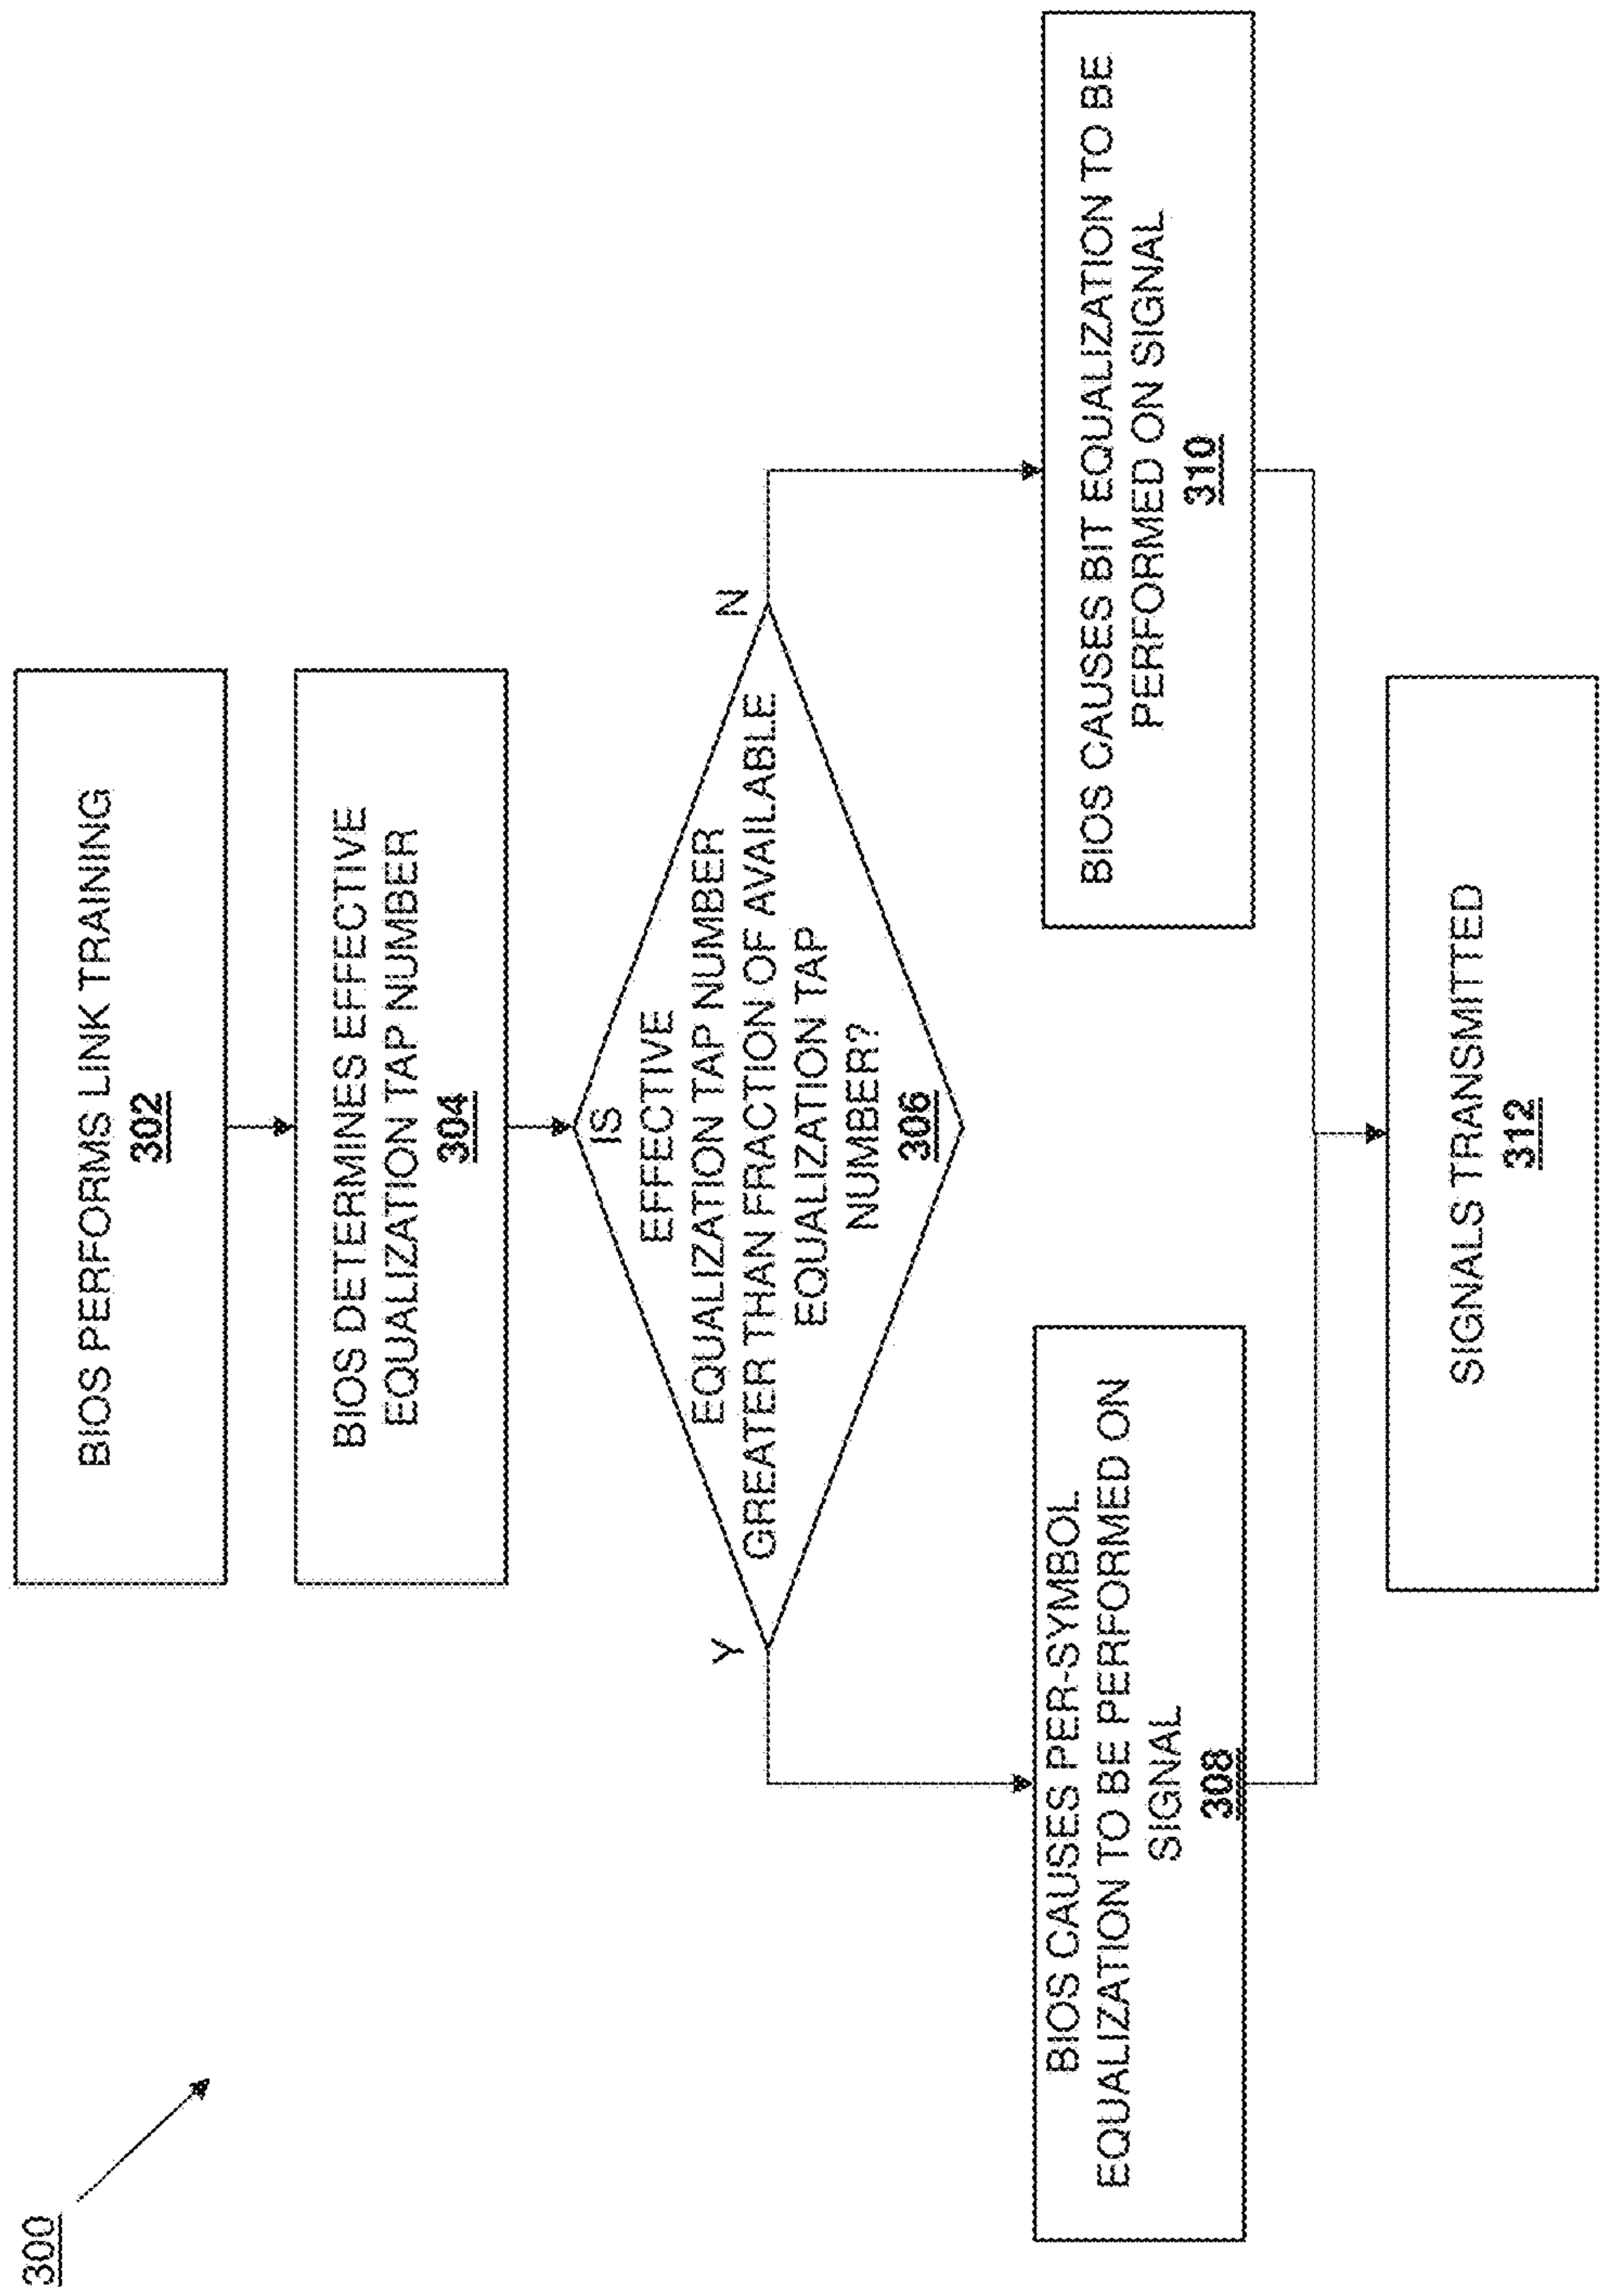 300
BIOS PERFORMS LINK TRAINING
302
BIOS DETERMINES EFFECTIVE
EQUALIZATION TAP NUMBER
304
IS
EFFECTIVE
EQUALIZATION TAP NUMBER
GREATER THAN FRACTION OF AVAILABLE
EQUALIZATION TAP
NUMBER?
306
Y
N
BIOS CAUSES PER-SYMBOL
EQUALIZATION TO BE PERFORMED ON
SIGNAL
308
BIOS CAUSES BIT EQUALIZATION TO BE
PERFORMED ON SIGNAL
310
SIGNALS TRANSMITTED
312